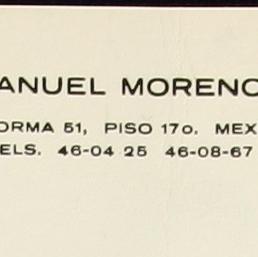 ANUEL MORENO
ORMA 51, PISO 17o. MEX
ELS. 46-04 25 46-08-67